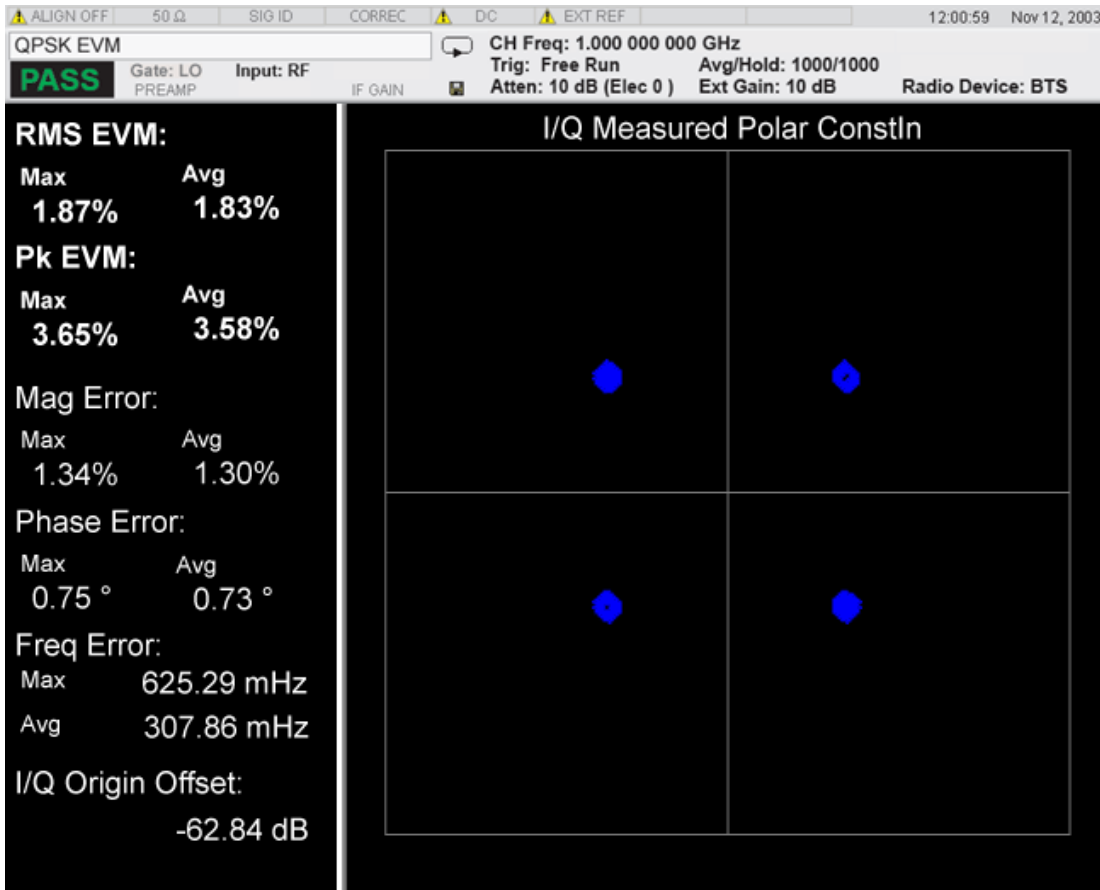 ALIGN OFF 50 Ω SIG ID CORREC DC EXT REF 12:00:59 Nov 12, 2003
QPSK EVM
CH Freq: 1.000 000 000 GHz
PASS Gate: LO Input: RF Trig: Free Run Avg/Hold: 1000/1000
PREAMP IF GAIN Atten: 10 dB (Elec 0 ) Ext Gain: 10 dB Radio Device: BTS
RMS EVM:
Max Avg
1.87% 1.83%
Pk EVM:
Max Avg
3.65% 3.58%
Mag Error:
Max Avg
1.34% 1.30%
Phase Error:
Max Avg
0.75 ° 0.73 °
Freq Error:
Max 625.29 mHz
Avg 307.86 mHz
I/Q Origin Offset:
-62.84 dB
I/Q Measured Polar Constln